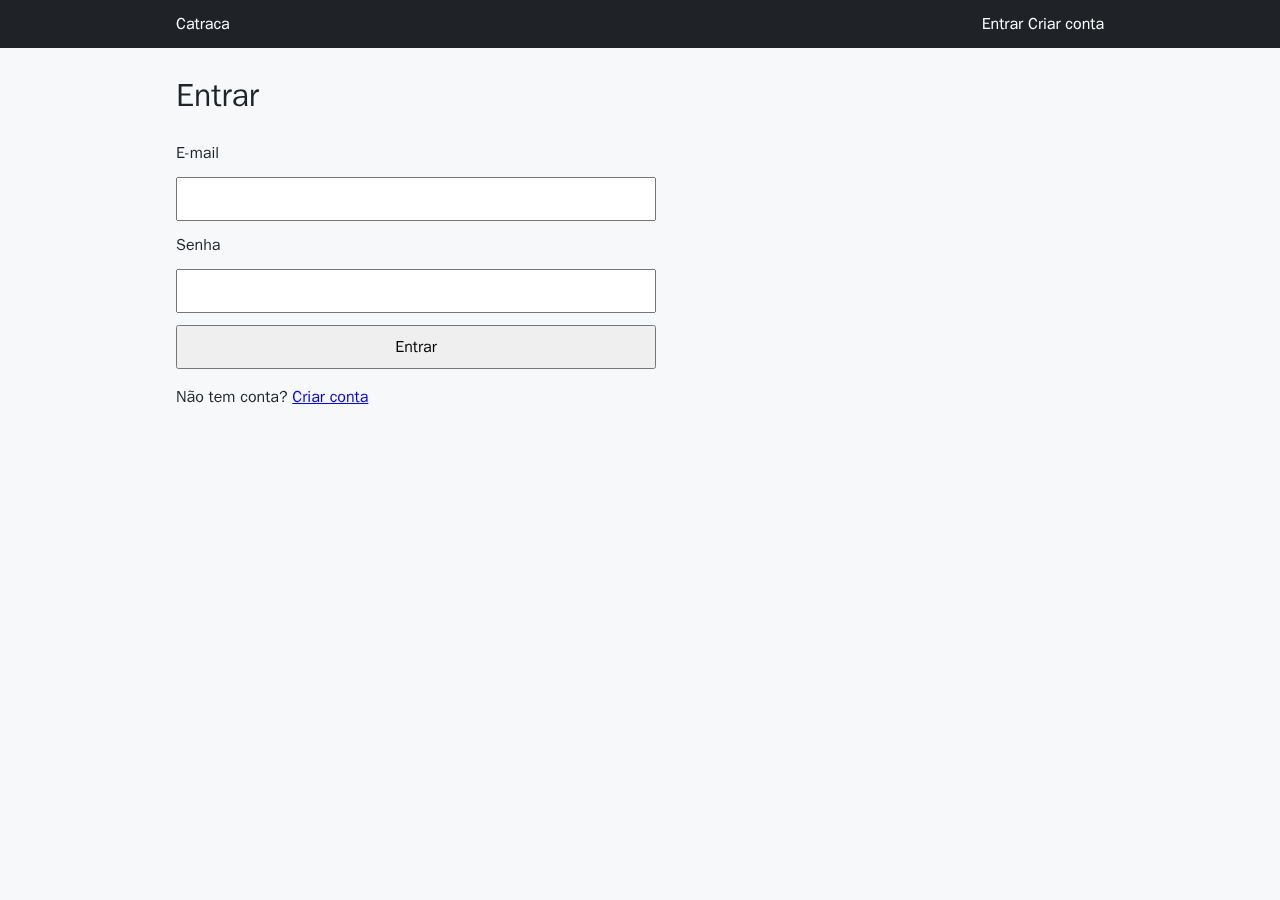 Catraca
Entrar Criar conta
Entrar
E-mail
Senha
Entrar
Não tem conta? Criar conta